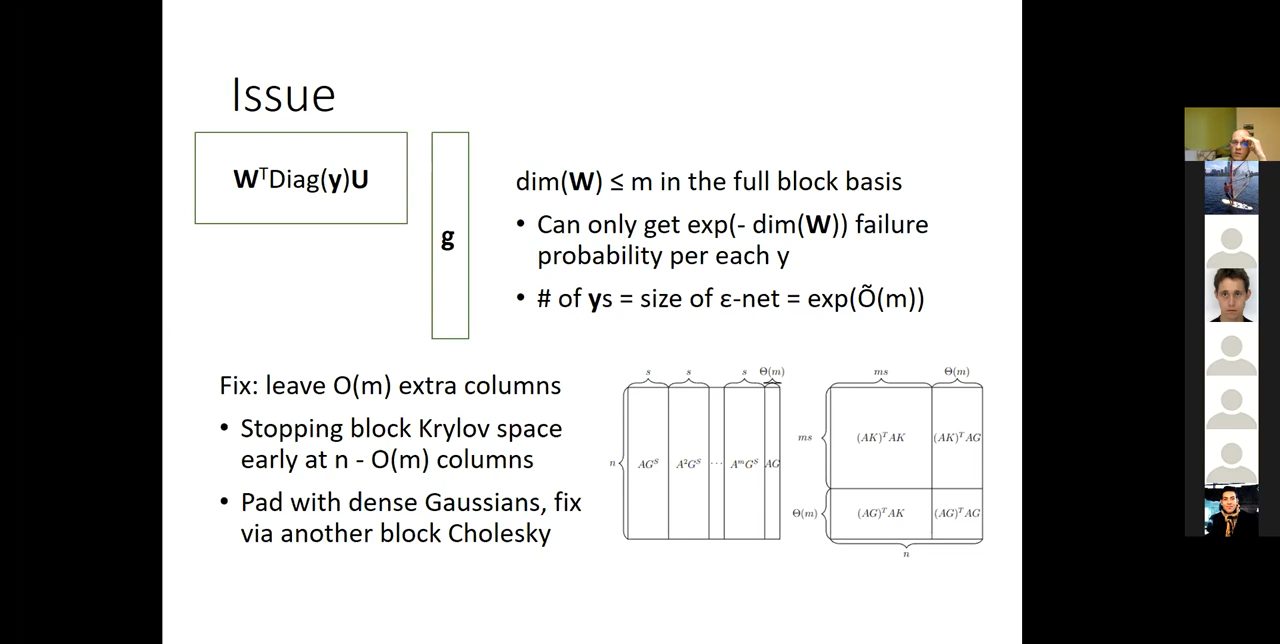 Issue
WᵀDiag(y)U
g
dim(W) ≤ m in the full block basis
• Can only get exp(- dim(W)) failure
probability per each y
• # of ys = size of ε-net = exp(Õ(m))
Fix: leave O(m) extra columns
• Stopping block Krylov space
early at n - O(m) columns
• Pad with dense Gaussians, fix
via another block Cholesky
s s s Θ(m)
n
AGˢ A²Gˢ ⋯ AᵐGˢ AG
ms Θ(m)
ms
(AK)ᵀAK (AK)ᵀAG
Θ(m)
(AG)ᵀAK (AG)ᵀAG
n